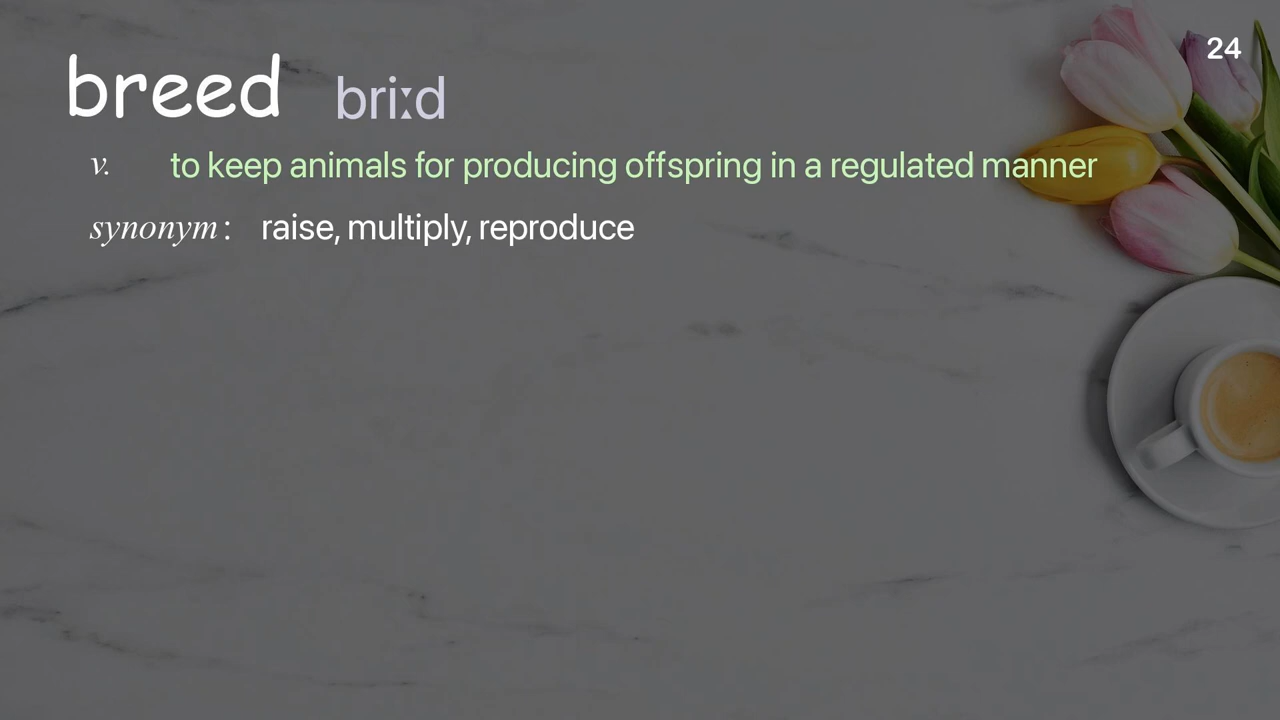 24
breed briːd
v. to keep animals for producing offspring in a regulated manner
synonym: raise, multiply, reproduce